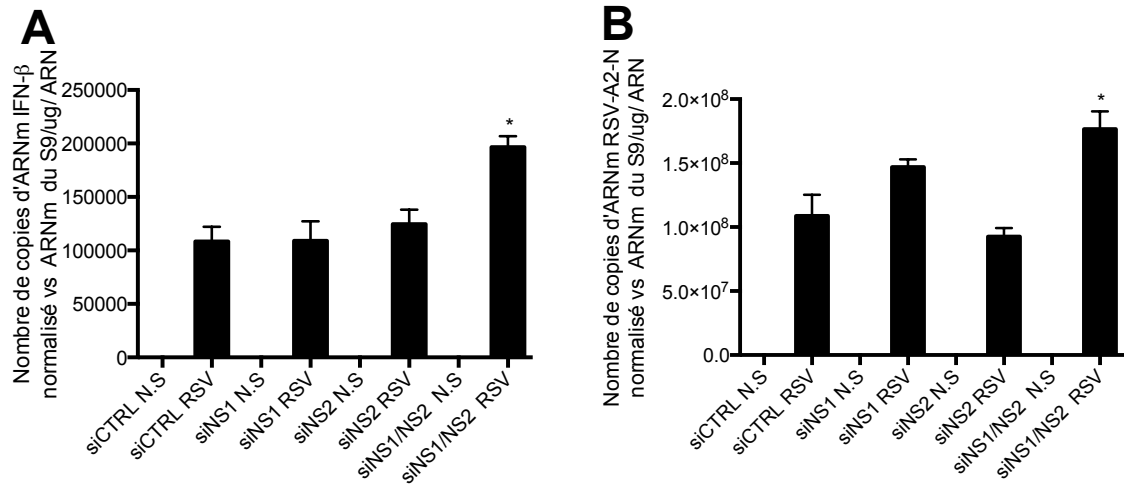 A
Nombre de copies d'ARNm IFN-β
normalisé vs ARNm du S9/ug/ ARN
250000
200000
150000
100000
50000
0
*
siCTRL N.S
siCTRL RSV
siNS1 N.S
siNS1 RSV
siNS2 N.S
siNS2 RSV
siNS1/NS2 N.S
siNS1/NS2 RSV
B
Nombre de copies d'ARNm RSV-A2-N
normalisé vs ARNm du S9/ug/ ARN
2.0×10⁸
1.5×10⁸
1.0×10⁸
5.0×10⁷
0.0
*
siCTRL N.S
siCTRL RSV
siNS1 N.S
siNS1 RSV
siNS2 N.S
siNS2 RSV
siNS1/NS2 N.S
siNS1/NS2 RSV